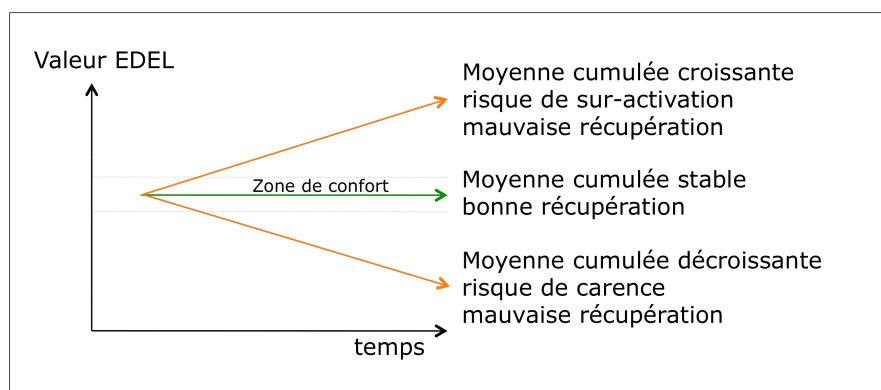 Valeur EDEL
Moyenne cumulée croissante
risque de sur-activation
mauvaise récupération
Zone de confort
Moyenne cumulée stable
bonne récupération
Moyenne cumulée décroissante
risque de carence
mauvaise récupération
temps